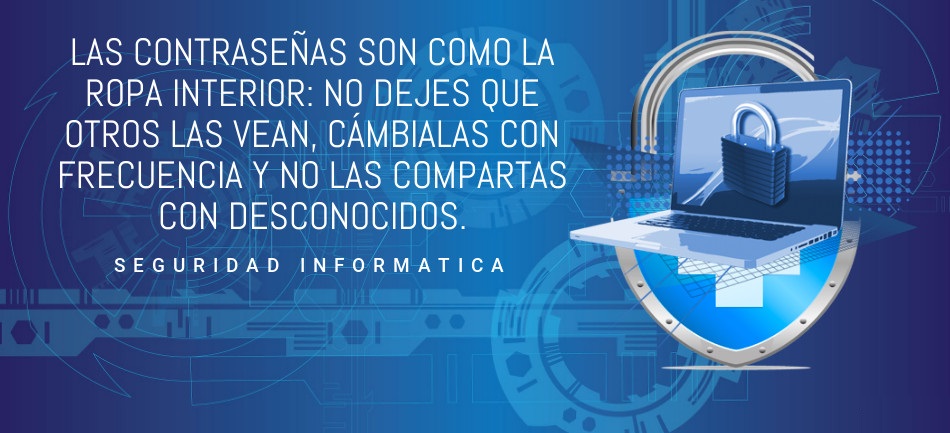 LAS CONTRASEÑAS SON COMO LA
ROPA INTERIOR: NO DEJES QUE
OTROS LAS VEAN, CÁMBIALAS CON
FRECUENCIA Y NO LAS COMPARTAS
CON DESCONOCIDOS.
SEGURIDAD INFORMATICA